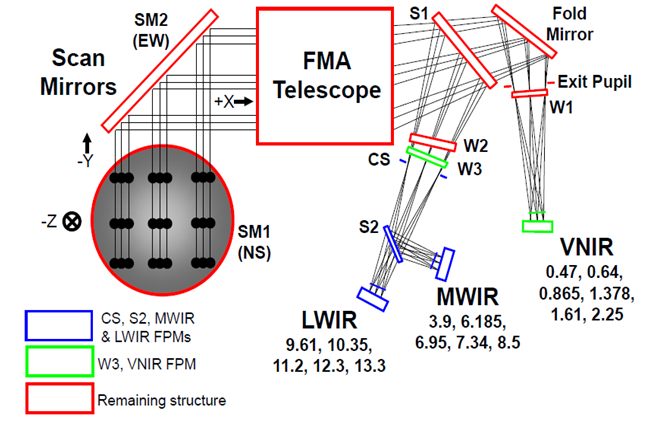 SM2
(EW)
Scan
Mirrors
FMA
Telescope
+X
-Y
-Z
SM1
(NS)
S1
Fold
Mirror
Exit Pupil
W1
W2
W3
CS
S2
VNIR
0.47, 0.64,
0.865, 1.378,
1.61, 2.25
MWIR
3.9, 6.185,
6.95, 7.34, 8.5
LWIR
9.61, 10.35,
11.2, 12.3, 13.3
CS, S2, MWIR
& LWIR FPMs
W3, VNIR FPM
Remaining structure